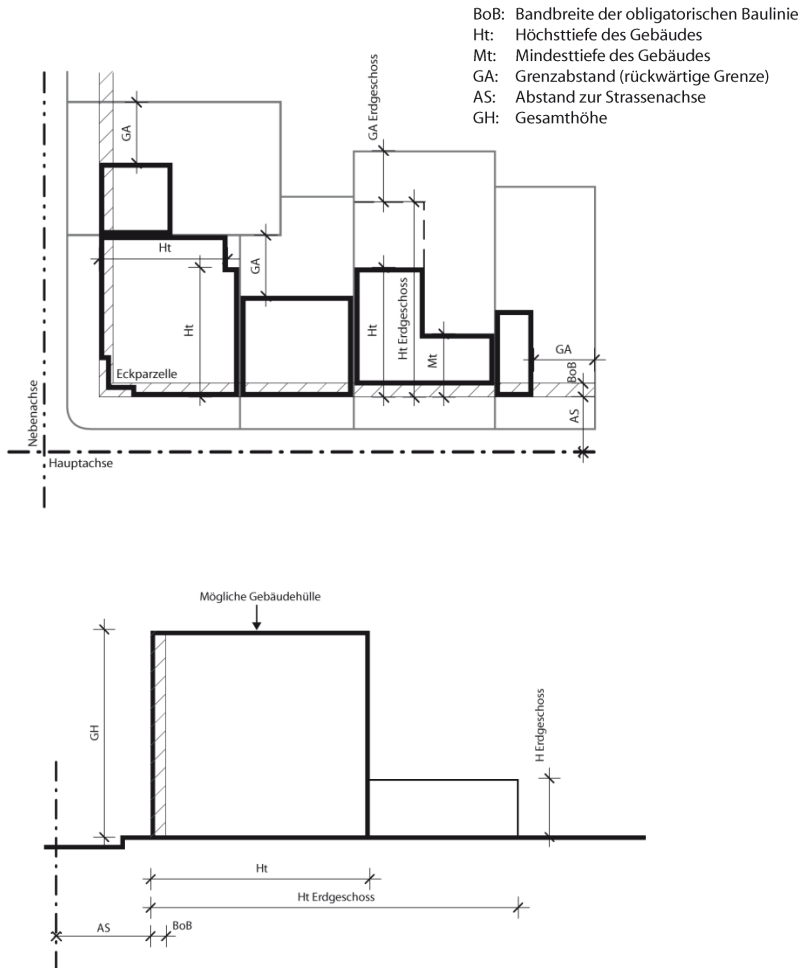 BoB: Bandbreite der obligatorischen Baulinie
Ht: Höchsttiefe des Gebäudes
Mt: Mindesttiefe des Gebäudes
GA: Grenzabstand (rückwärtige Grenze)
AS: Abstand zur Strassenachse
GH: Gesamthöhe
GA Erdgeschoss
GA
Ht
GA
Ht
Ht
Ht Erdgeschoss
Mt
GA
BoB
Eckparzelle
AS
Nebenachse
Hauptachse
Mögliche Gebäudehülle
GH
H Erdgeschoss
Ht
Ht Erdgeschoss
AS
BoB